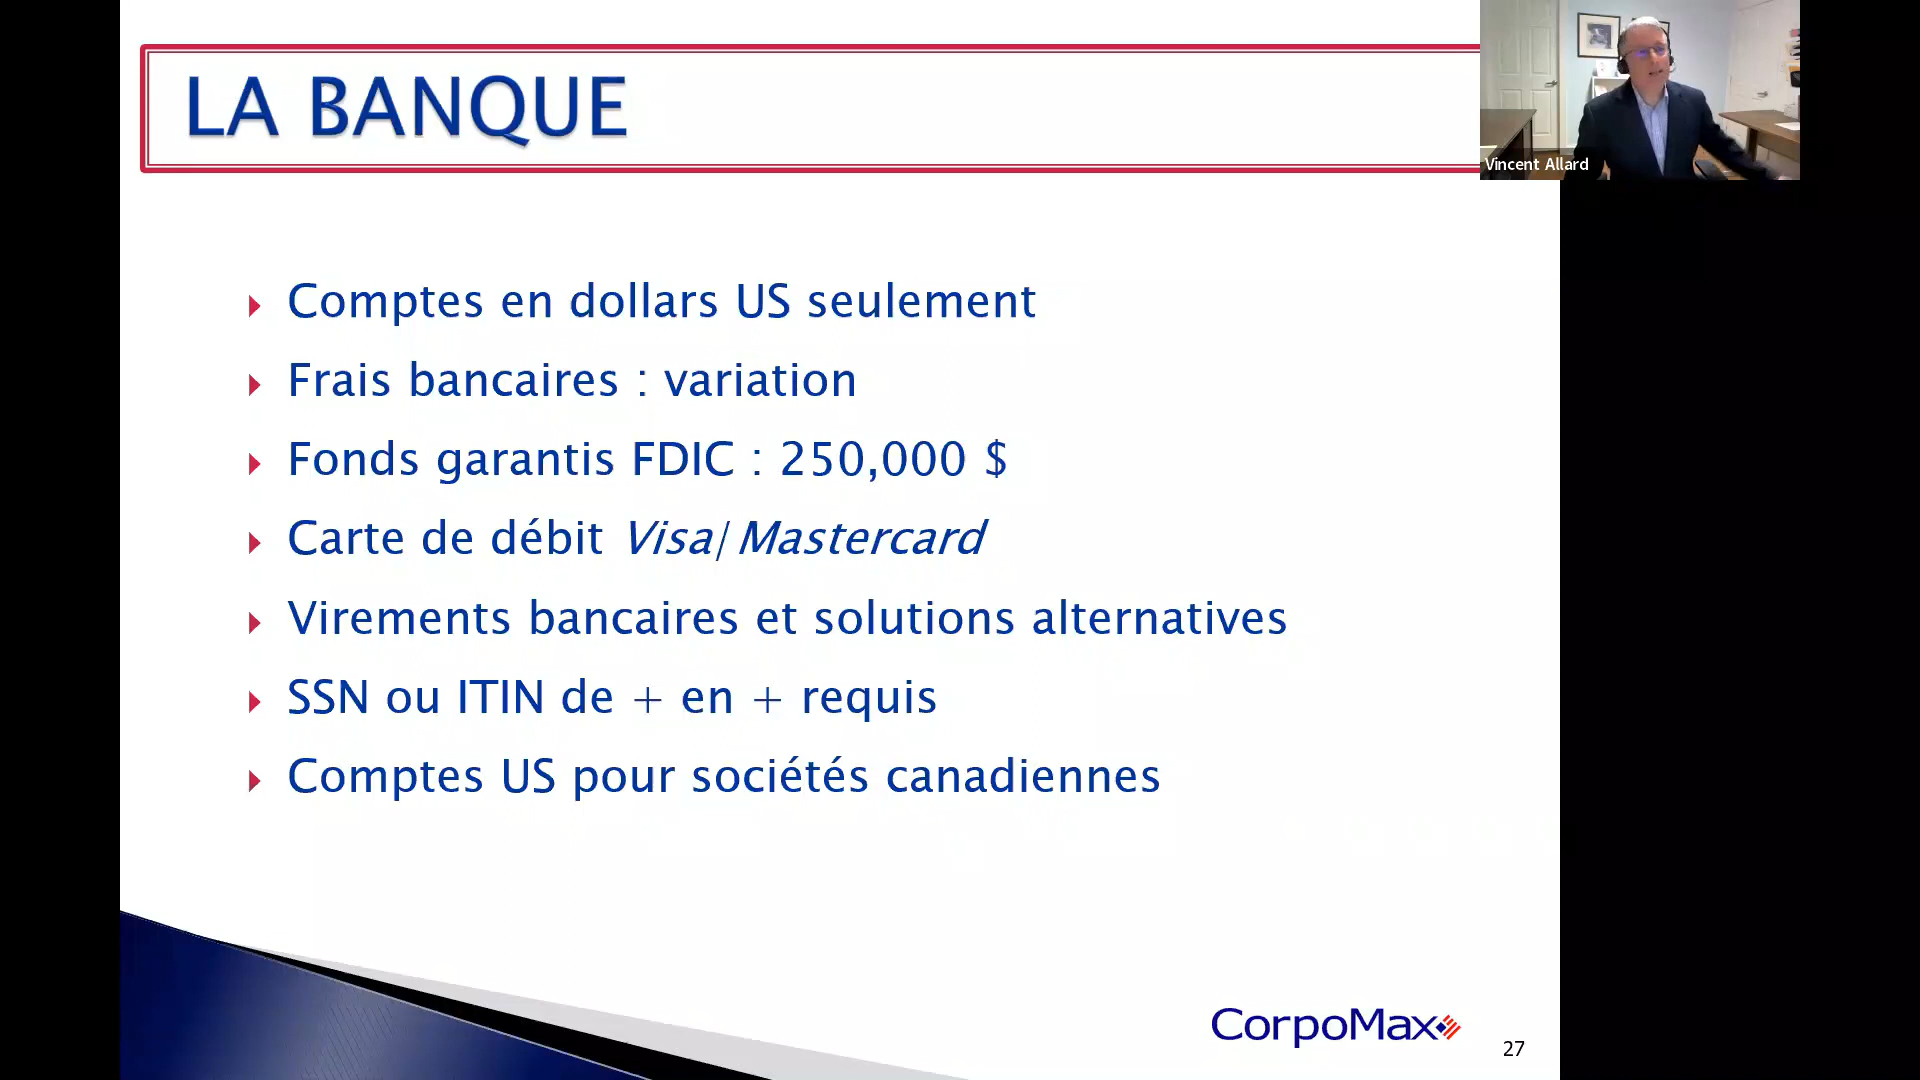 LA BANQUE
Vincent Allard
Comptes en dollars US seulement
Frais bancaires : variation
Fonds garantis FDIC : 250,000 $
Carte de débit Visa/Mastercard
Virements bancaires et solutions alternatives
SSN ou ITIN de + en + requis
Comptes US pour sociétés canadiennes
CorpoMax
27